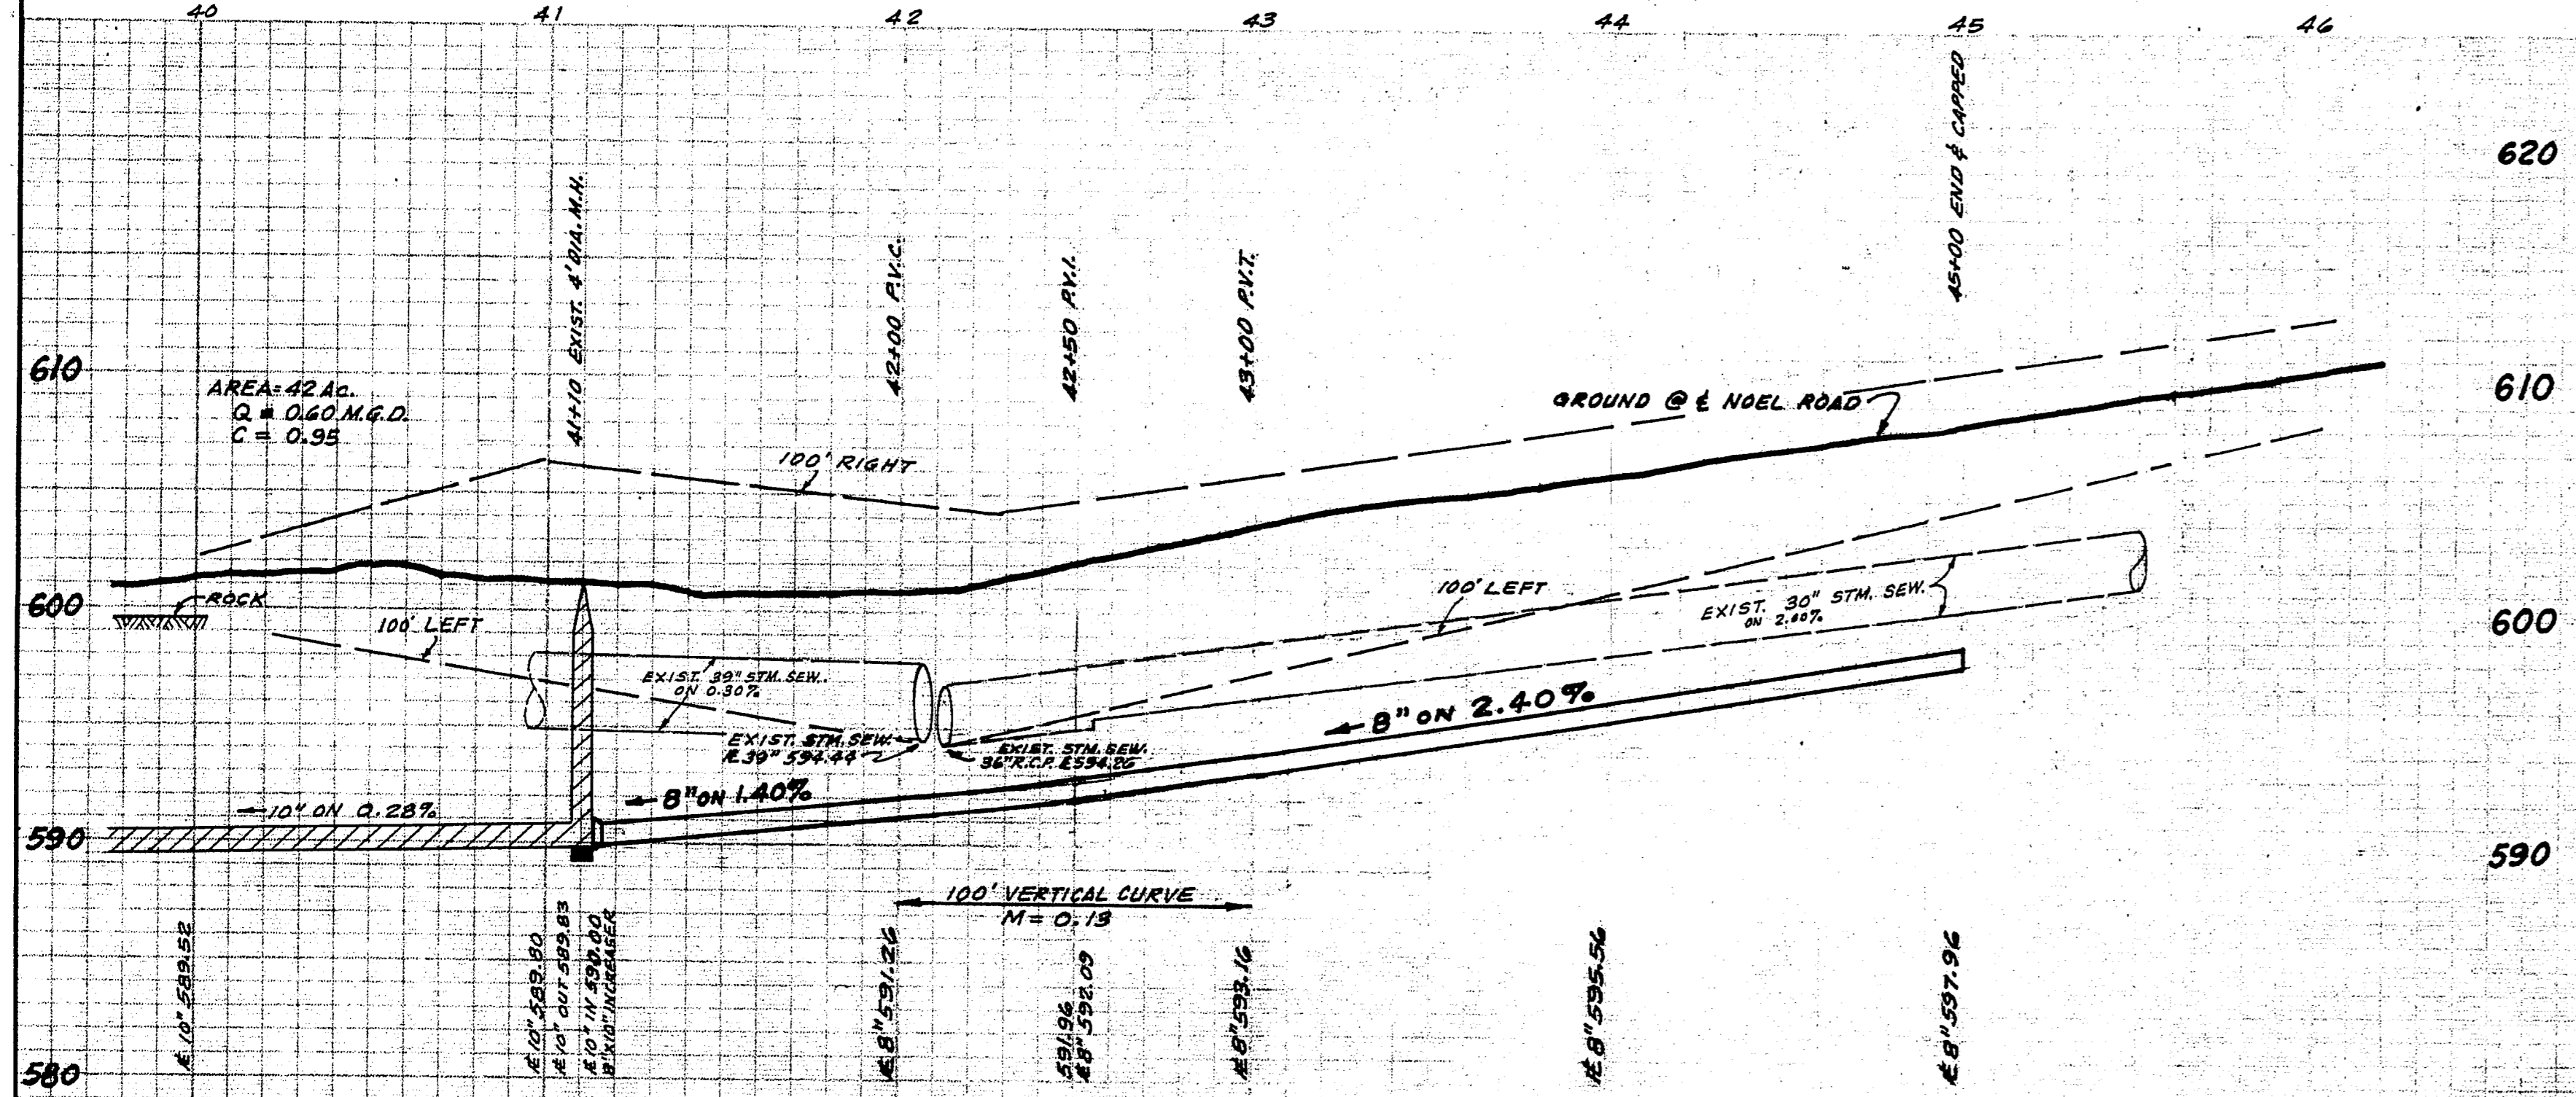 40 41 42 43 44 45 46
41+10 EXIST. 4' DIA. M.H.
42+00 P.V.C.
42+50 P.V.I.
43+00 P.V.T.
45+00 END & CAPPED
620
610
610
AREA=42 AC.
Q = 0.60 M.G.D.
C = 0.95
GROUND @ ℄ NOEL ROAD
100' RIGHT
600
ROCK
100' LEFT
100' LEFT
EXIST. 30" STM. SEW.
ON 2.40%
600
EXIST. 39" STM. SEW.
ON 0.30%
8" ON 2.40%
EXIST. STM. SEW.
39" 594.44
EXIST. STM. SEW.
36" R.C.P. 594.26
8" ON 1.40%
10" ON 0.28%
590
590
100' VERTICAL CURVE
M = 0.13
10" 589.52
10" 589.80
10" OUT 589.83
10" IN 590.00
8"X10" INCREASER
8" 591.26
591.96
8" 592.09
8" 593.16
8" 595.56
8" 597.96
580